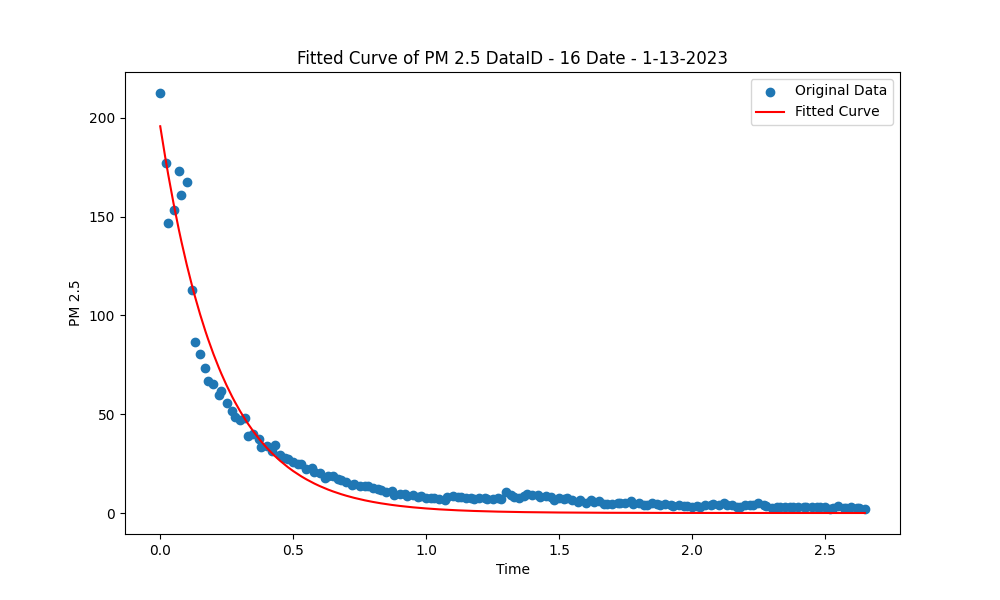 Fitted Curve of PM 2.5 DataID - 16 Date - 1-13-2023
Original Data
Fitted Curve
200
150
100
50
0
PM 2.5
0.0 0.5 1.0 1.5 2.0 2.5
Time